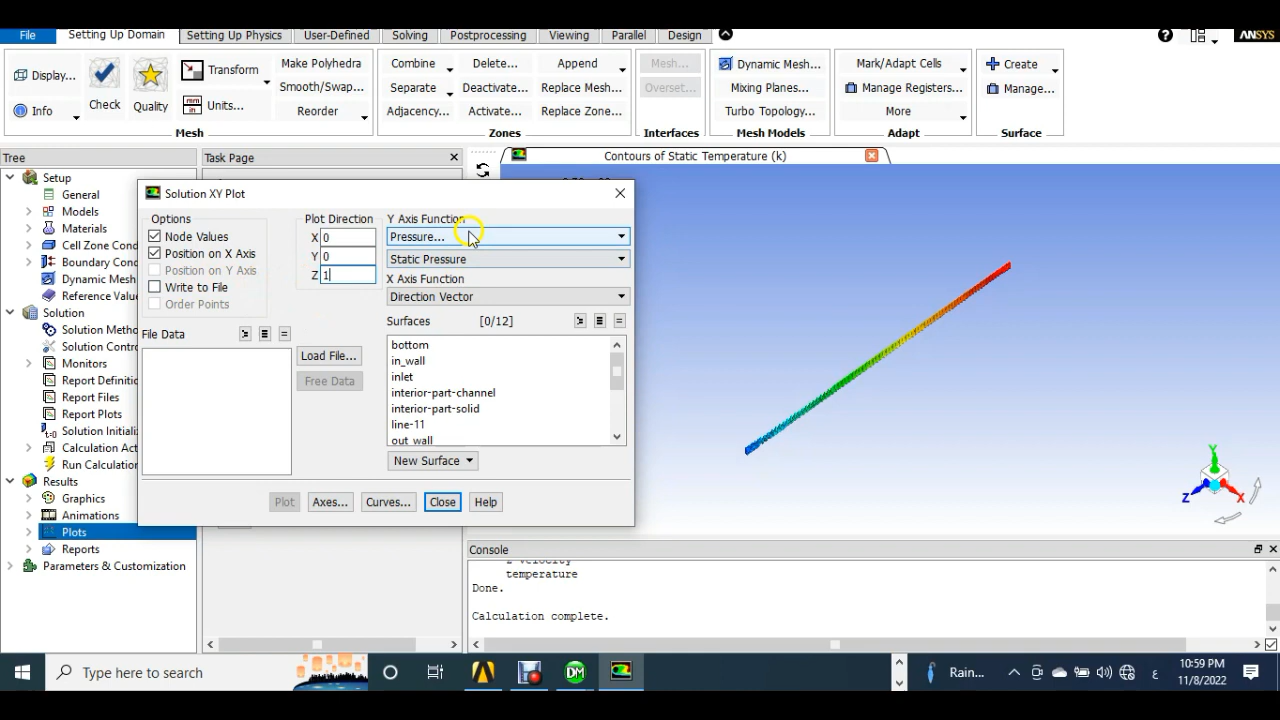 File
Setting Up Domain
Setting Up Physics
User-Defined
Solving
Postprocessing
Viewing
Parallel
Design
ANSYS
Display...
Info
Check
Quality
Transform
Units...
Make Polyhedra
Smooth/Swap...
Reorder
Mesh
Combine
Separate
Adjacency...
Delete...
Deactivate...
Activate...
Append
Replace Mesh...
Replace Zone...
Zones
Mesh...
Overset...
Interfaces
Dynamic Mesh...
Mixing Planes...
Turbo Topology...
Mesh Models
Mark/Adapt Cells
Manage Registers...
More
Adapt
Create
Manage...
Surface
Tree
Task Page
Contours of Static Temperature (k)
Setup
General
Models
Materials
Cell Zone Cond
Boundary Cond
Dynamic Mesh
Reference Valu
Solution
Solution Metho
Solution Contro
Monitors
Report Definitio
Report Files
Report Plots
Solution Initializ
Calculation Act
Run Calculation
Results
Graphics
Animations
Plots
Reports
Parameters & Customization
Solution XY Plot
Options
Node Values
Position on X Axis
Position on Y Axis
Write to File
Order Points
Plot Direction
X 0
Y 0
Z 1
Y Axis Function
Pressure...
Static Pressure
X Axis Function
Direction Vector
File Data
Load File...
Free Data
Surfaces [0/12]
bottom
in_wall
inlet
interior-part-channel
interior-part-solid
line-11
out_wall
New Surface
Plot
Axes...
Curves...
Close
Help
Y
Z
X
Console
z-velocity
temperature
Done.
Calculation complete.
Type here to search
DM
Rain...
ع
10:59 PM
11/8/2022